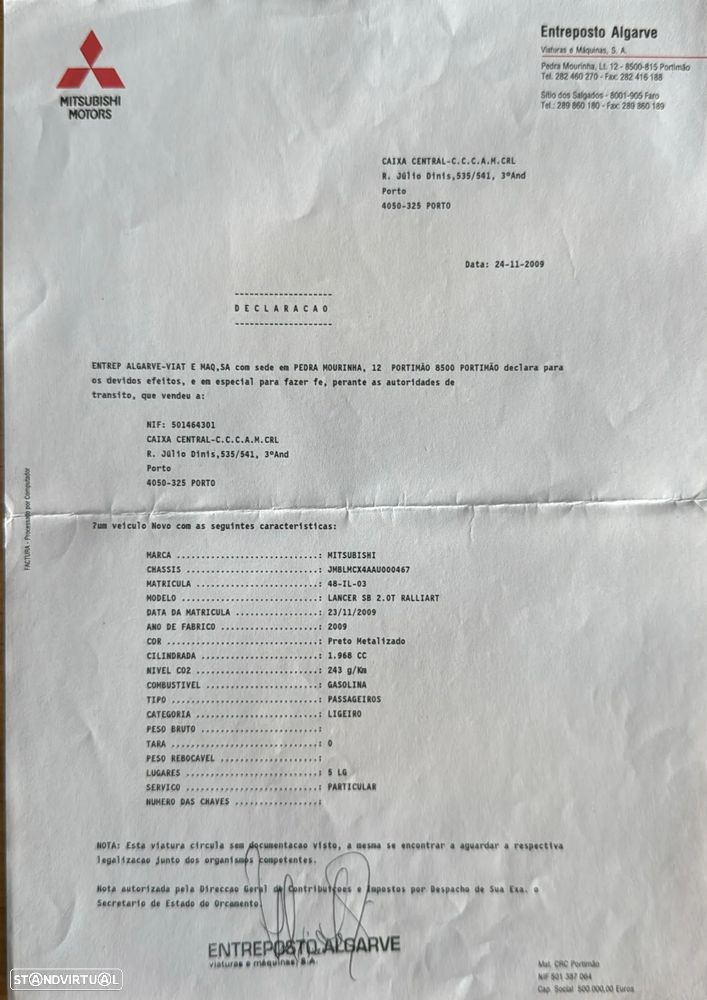 MITSUBISHI
MOTORS
Entreposto Algarve
Viaturas e Máquinas, S. A.
Pedra Mourinha, Lt. 12 - 8500-815 Portimão
Tel. 282 460 270 - Fax: 282 416 188
Sítio dos Salgados - 8001-905 Faro
Tel.: 289 860 180 - Fax: 289 860 189
CAIXA CENTRAL-C.C.C.A.M.CRL
R. Júlio Dinis,535/541, 3ºAnd
Porto
4050-325 PORTO
Data: 24-11-2009
--------------------
D E C L A R A C A O
--------------------
ENTREP ALGARVE-VIAT E MAQ,SA com sede em PEDRA MOURINHA, 12 PORTIMÃO 8500 PORTIMÃO declara para
os devidos efeitos, e em especial para fazer fe, perante as autoridades de
transito, que vendeu a:
NIF: 501464301
CAIXA CENTRAL-C.C.C.A.M.CRL
R. Júlio Dinis,535/541, 3ºAnd
Porto
4050-325 PORTO
FACTURA - Processado por Computador
?um veiculo Novo com as seguintes caracteristicas:
MARCA .............................: MITSUBISHI
CHASSIS ...........................: JMBLMCX4AAU000467
MATRICULA .........................: 48-IL-03
MODELO ............................: LANCER SB 2.0T RALLIART
DATA DA MATRICULA .................: 23/11/2009
ANO DE FABRICO ....................: 2009
COR ...............................: Preto Metalizado
CILINDRADA ........................: 1.968 CC
NIVEL CO2 .........................: 243 g/Km
COMBUSTIVEL .......................: GASOLINA
TIPO ..............................: PASSAGEIROS
CATEGORIA .........................: LIGEIRO
PESO BRUTO ........................:
TARA ..............................: 0
PESO REBOCAVEL ....................:
LUGARES ...........................: 5 LG
SERVICO ...........................: PARTICULAR
NUMERO DAS CHAVES .................:
NOTA: Esta viatura circula sem documentacao visto, a mesma se encontrar a aguardar a respectiva
legalizacao junto dos organismos competentes.
Nota autorizada pela Direccao Geral de Contribuicoes e Impostos por Despacho de Sua Exa. o
Secretario de Estado do Orcamento.
ENTREPOSTO ALGARVE
viaturas e máquinas, S.A.
Mat. CRC Portimão
NIF 501 387 064
Cap. Social 500.000,00 Euros
STANDVIRTUAL